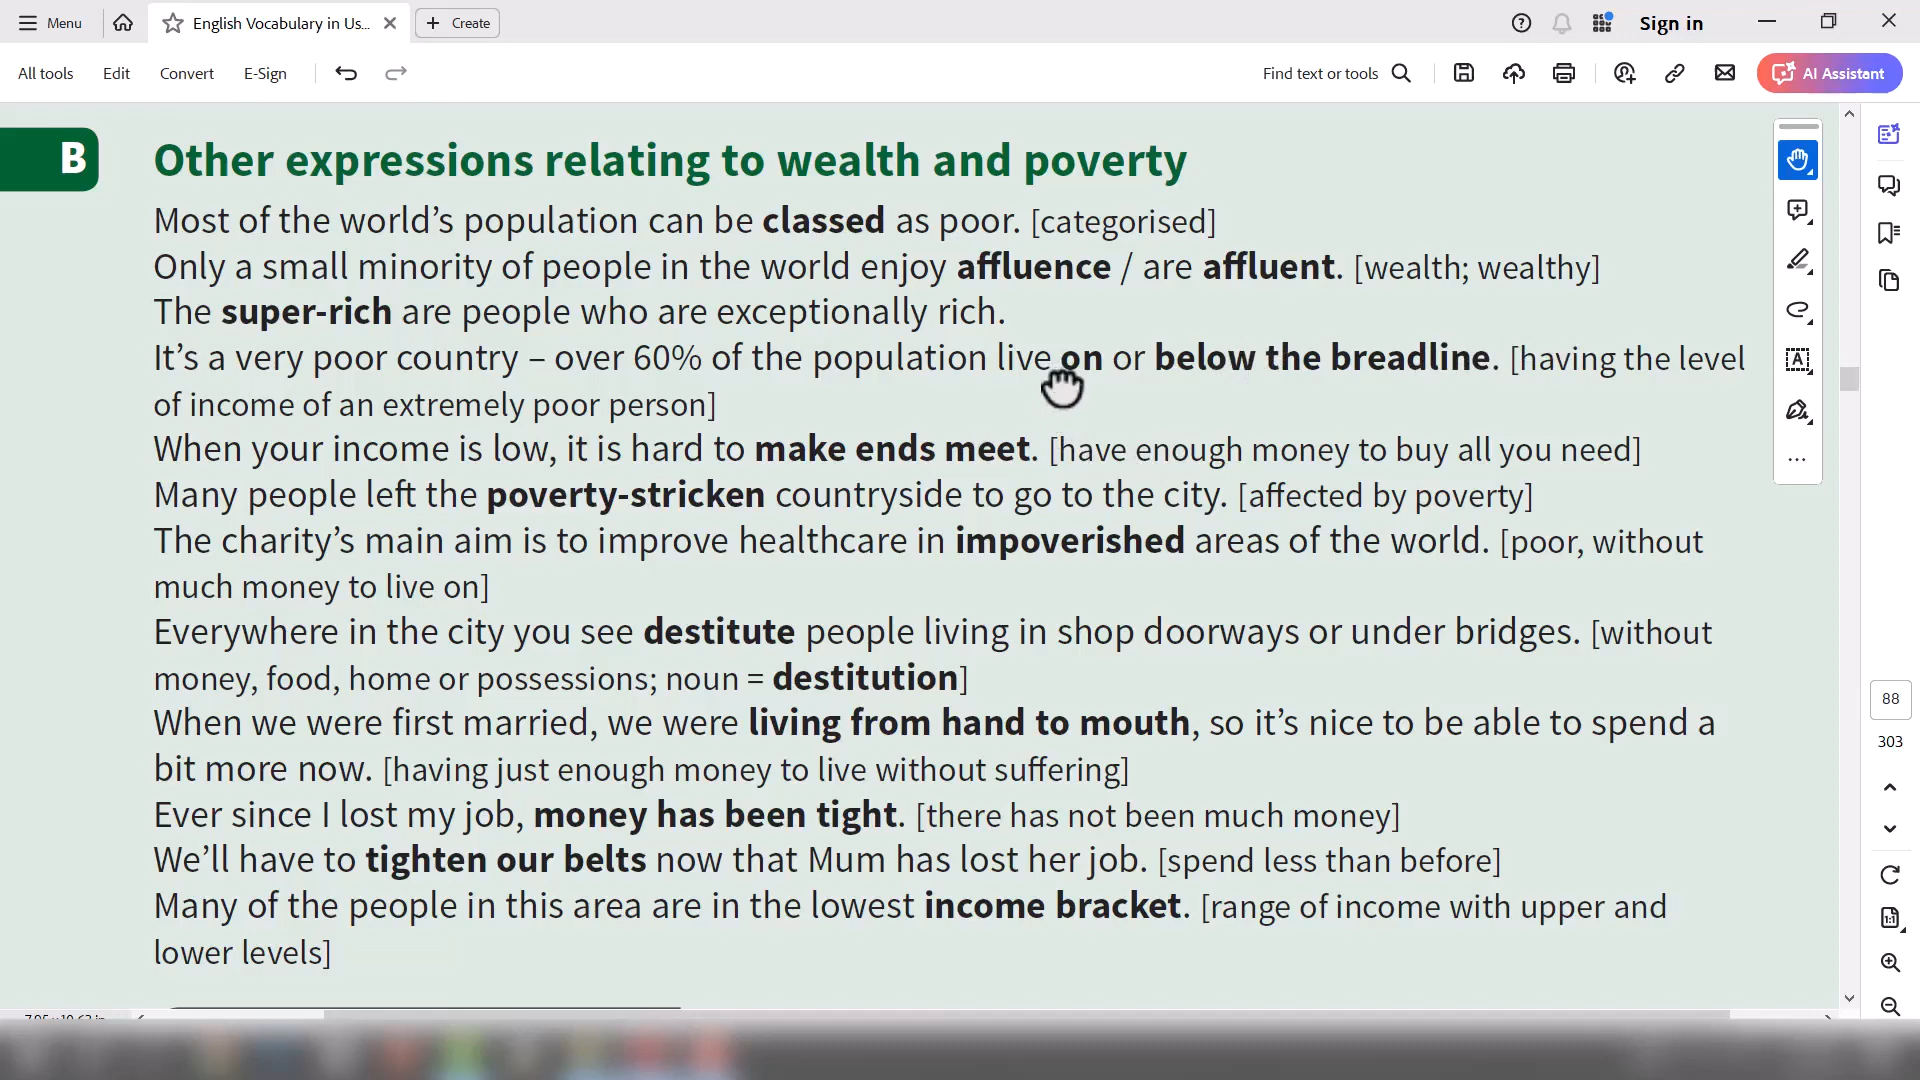 Menu
English Vocabulary in Us...
Create
Sign in
All tools
Edit
Convert
E-Sign
Find text or tools
AI Assistant
B
Other expressions relating to wealth and poverty
Most of the world’s population can be classed as poor. [categorised]
Only a small minority of people in the world enjoy affluence / are affluent. [wealth; wealthy]
The super-rich are people who are exceptionally rich.
It’s a very poor country – over 60% of the population live on or below the breadline. [having the level
of income of an extremely poor person]
When your income is low, it is hard to make ends meet. [have enough money to buy all you need]
Many people left the poverty-stricken countryside to go to the city. [affected by poverty]
The charity’s main aim is to improve healthcare in impoverished areas of the world. [poor, without
much money to live on]
Everywhere in the city you see destitute people living in shop doorways or under bridges. [without
money, food, home or possessions; noun = destitution]
When we were first married, we were living from hand to mouth, so it’s nice to be able to spend a
bit more now. [having just enough money to live without suffering]
Ever since I lost my job, money has been tight. [there has not been much money]
We’ll have to tighten our belts now that Mum has lost her job. [spend less than before]
Many of the people in this area are in the lowest income bracket. [range of income with upper and
lower levels]
88
303